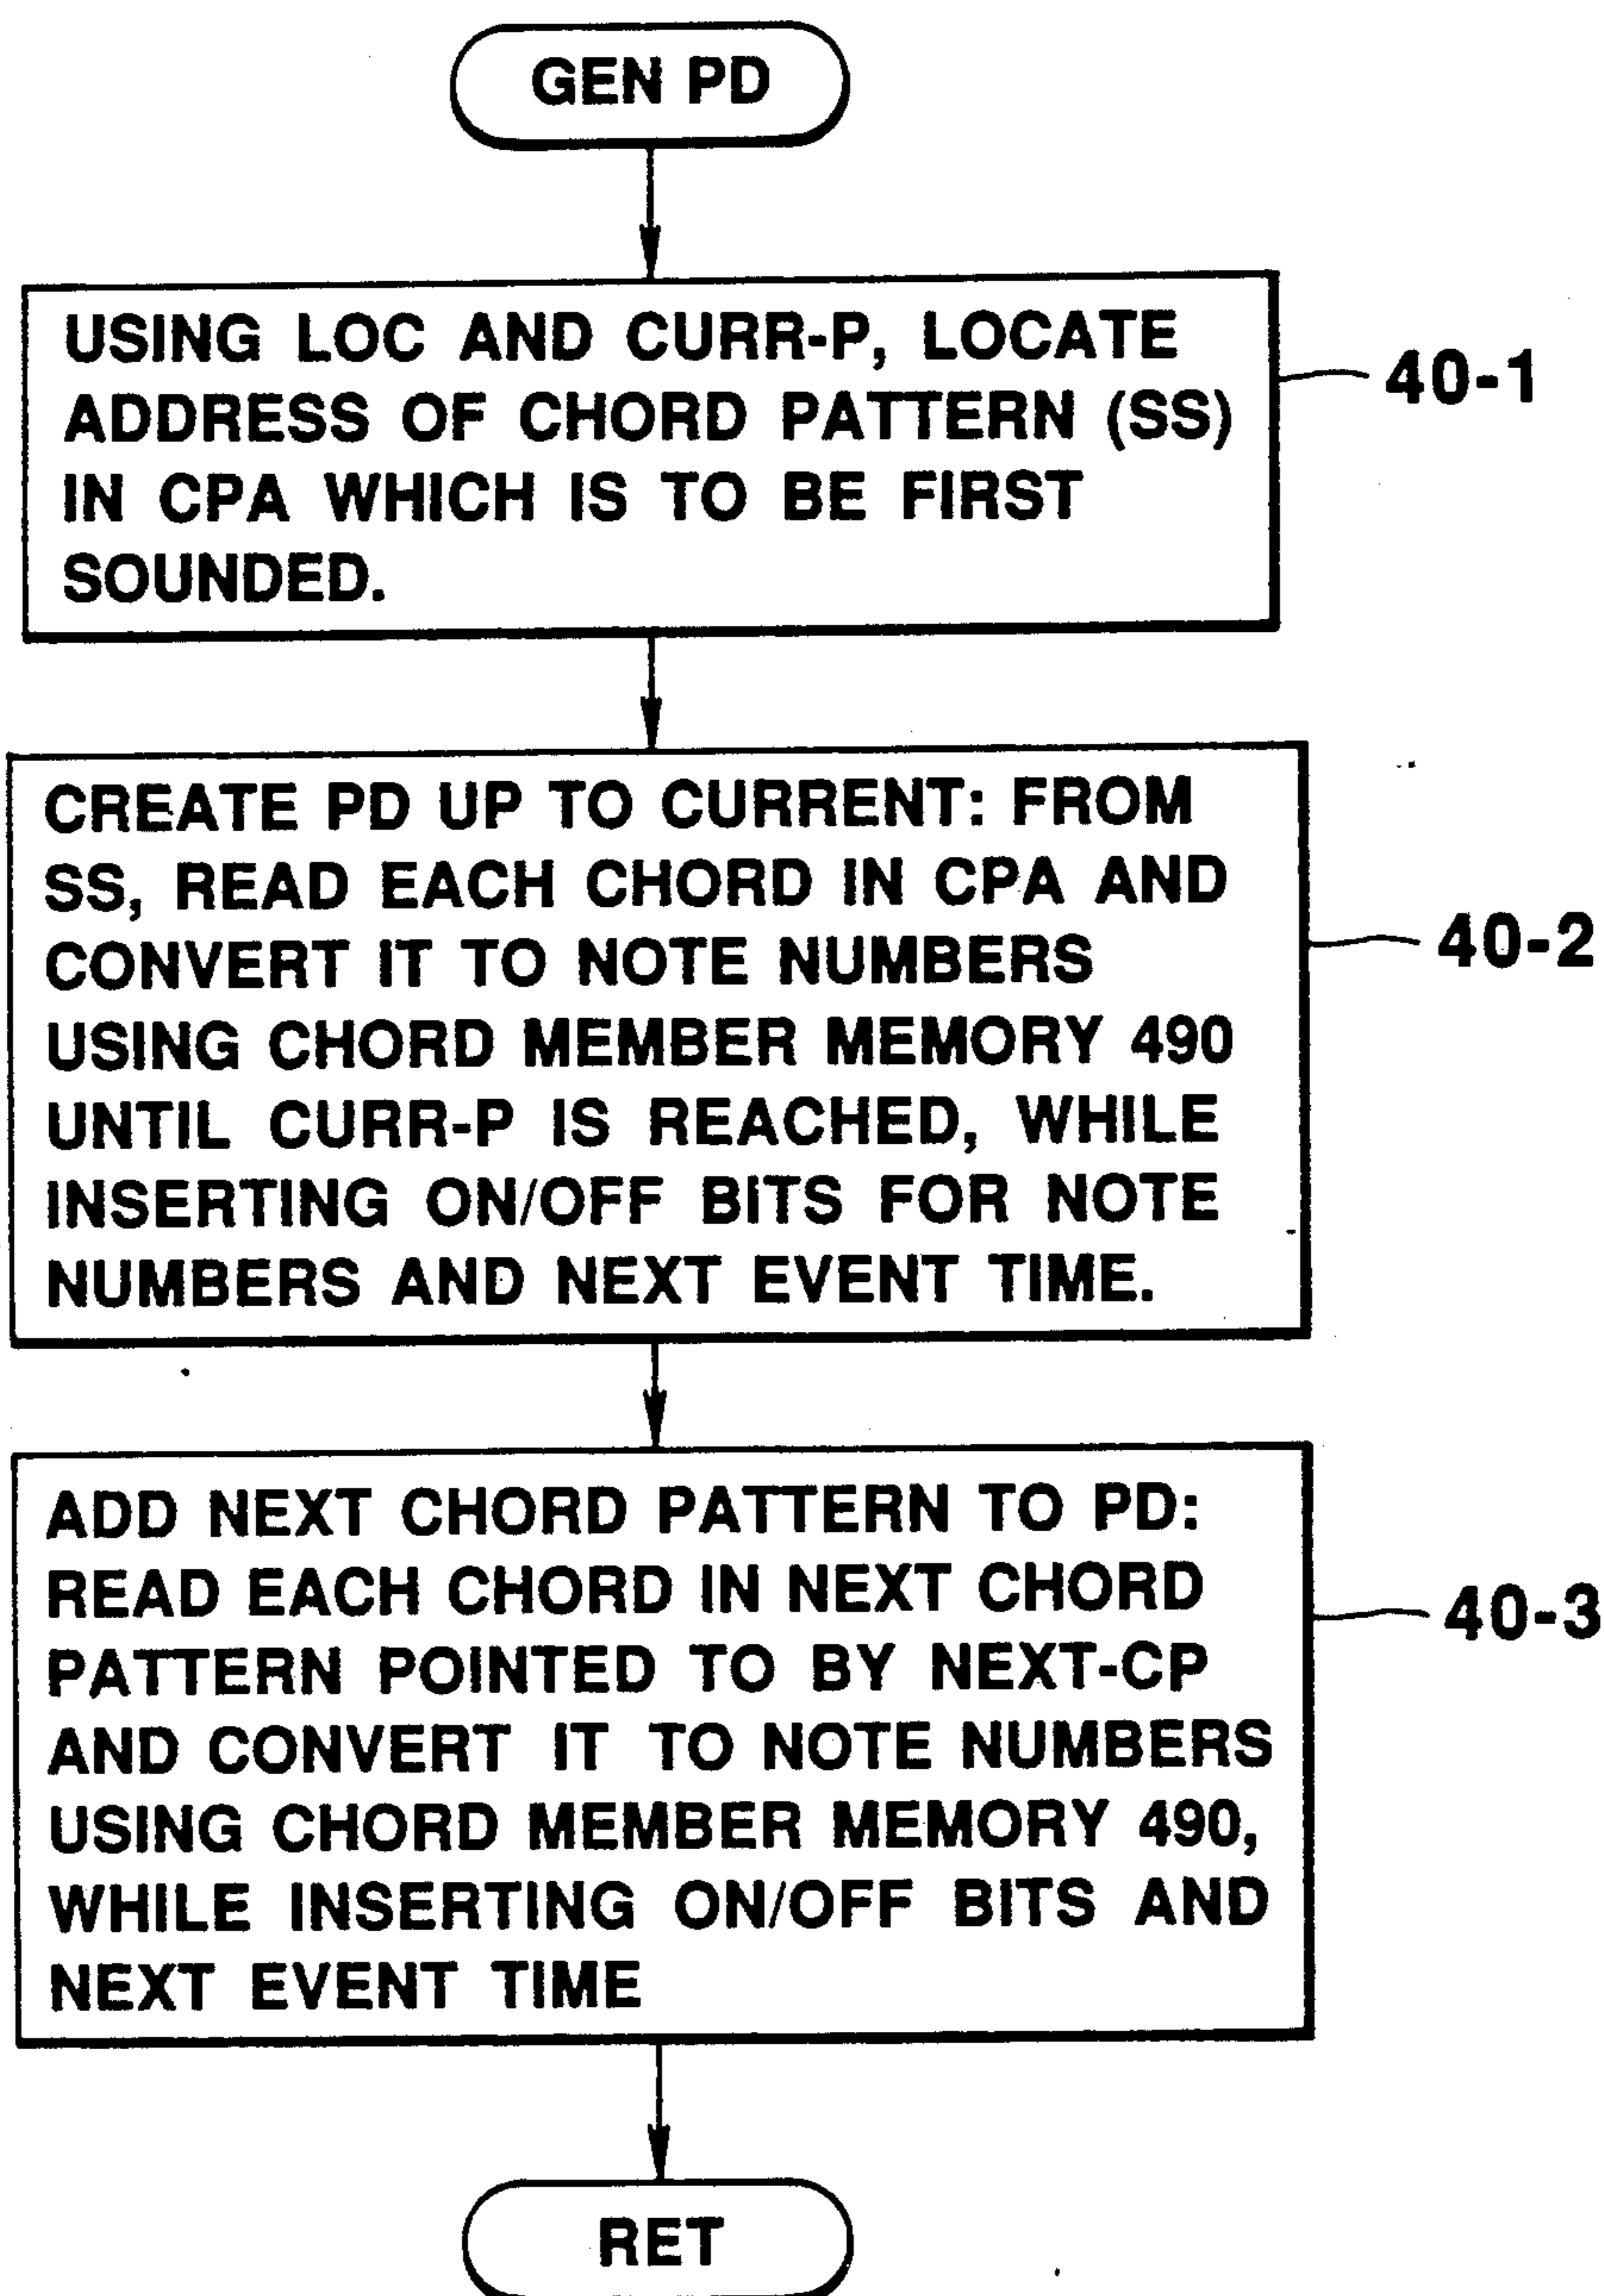 GEN PD
USING LOC AND CURR-P, LOCATE
ADDRESS OF CHORD PATTERN (SS)
IN CPA WHICH IS TO BE FIRST
SOUNDED.
40-1
CREATE PD UP TO CURRENT: FROM
SS, READ EACH CHORD IN CPA AND
CONVERT IT TO NOTE NUMBERS
USING CHORD MEMBER MEMORY 490
UNTIL CURR-P IS REACHED, WHILE
INSERTING ON/OFF BITS FOR NOTE
NUMBERS AND NEXT EVENT TIME.
40-2
ADD NEXT CHORD PATTERN TO PD:
READ EACH CHORD IN NEXT CHORD
PATTERN POINTED TO BY NEXT-CP
AND CONVERT IT TO NOTE NUMBERS
USING CHORD MEMBER MEMORY 490,
WHILE INSERTING ON/OFF BITS AND
NEXT EVENT TIME
40-3
RET